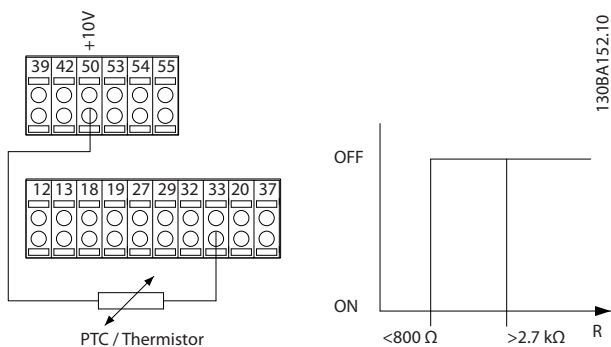 +10V
39 42 50 53 54 55
12 13 18 19 27 29 32 33 20 37
PTC / Thermistor
130BA152.10
OFF
ON
<800 Ω >2.7 kΩ R